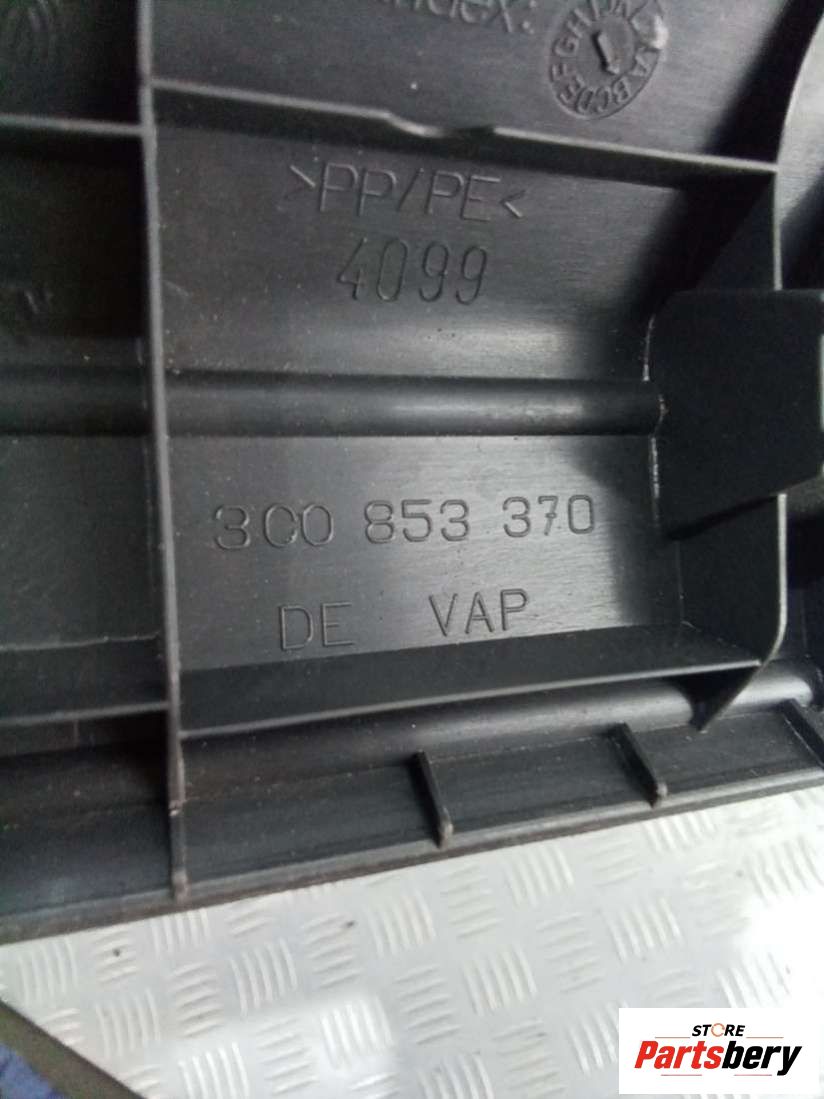 >PP/PE<
4099
3C0 853 370
DE VAP
STORE
Partsbery